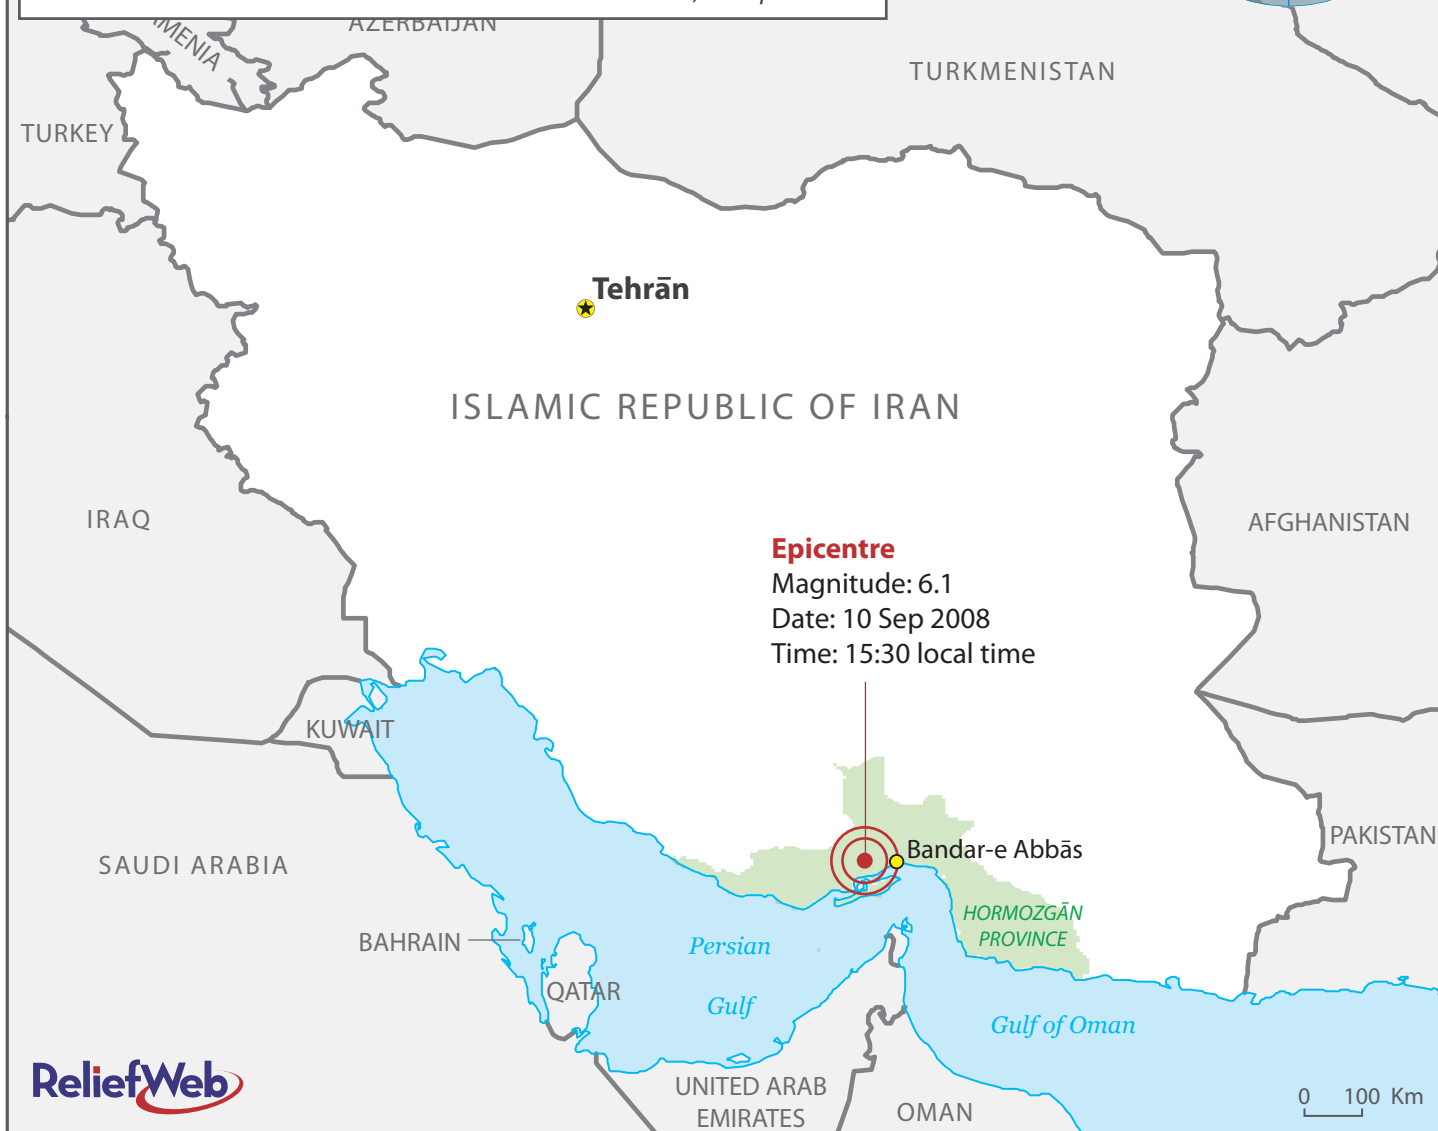 AZERBAIJAN
TURKMENISTAN
TURKEY
Tehrān
ISLAMIC REPUBLIC OF IRAN
IRAQ
AFGHANISTAN
Epicentre
Magnitude: 6.1
Date: 10 Sep 2008
Time: 15:30 local time
KUWAIT
PAKISTAN
Bandar-e Abbās
SAUDI ARABIA
HORMOZGĀN
PROVINCE
BAHRAIN
Persian
Gulf
QATAR
Gulf of Oman
ReliefWeb
UNITED ARAB
EMIRATES
OMAN
0 100 Km